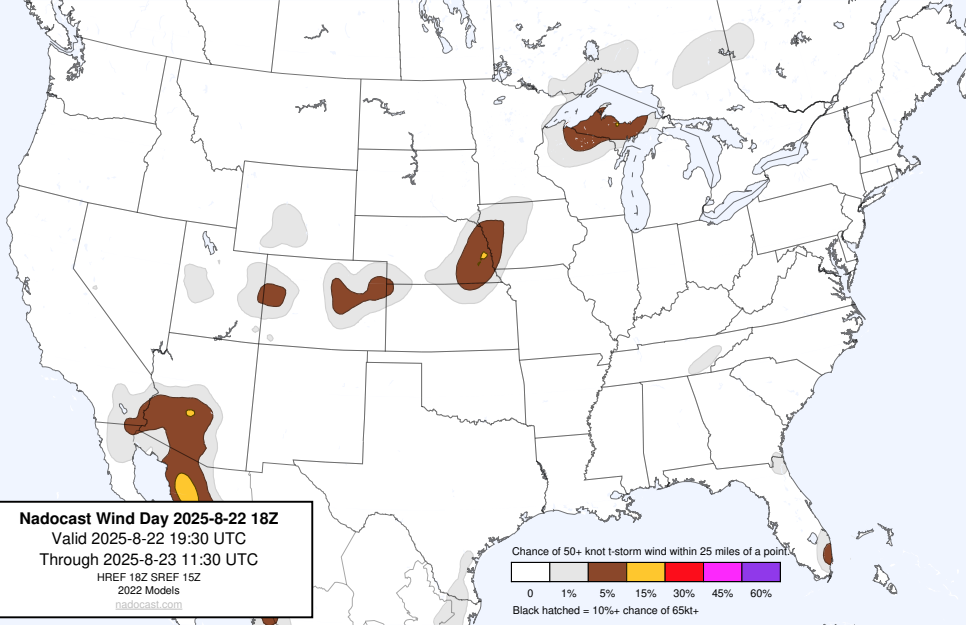 Nadocast Wind Day 2025-8-22 18Z
Valid 2025-8-22 19:30 UTC
Through 2025-8-23 11:30 UTC
HREF 18Z SREF 15Z
2022 Models
nadocast.com
Chance of 50+ knot t-storm wind within 25 miles of a point.
0 1% 5% 15% 30% 45% 60%
Black hatched = 10%+ chance of 65kt+